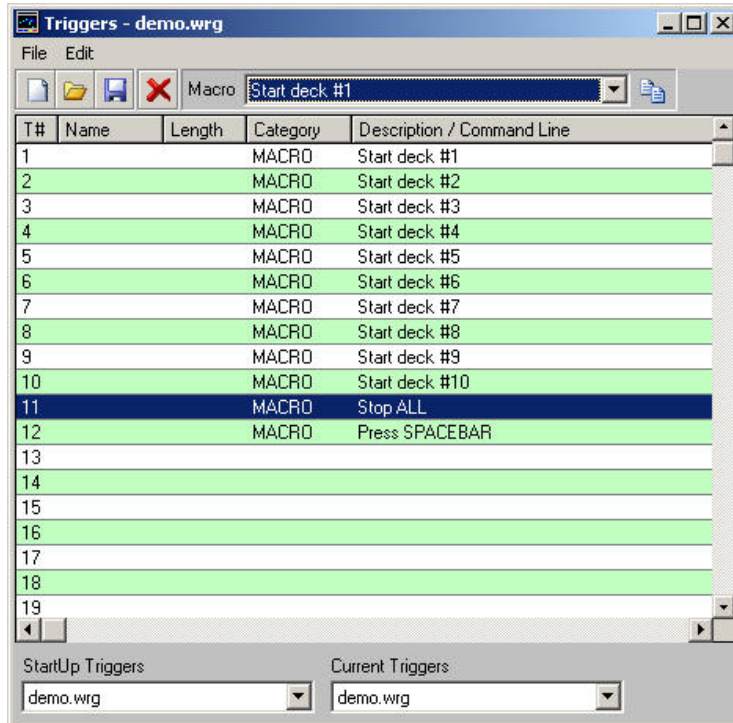 Triggers - demo.wrg
File Edit
Macro Start deck #1
T# Name Length Category Description / Command Line
1 MACRO Start deck #1
2 MACRO Start deck #2
3 MACRO Start deck #3
4 MACRO Start deck #4
5 MACRO Start deck #5
6 MACRO Start deck #6
7 MACRO Start deck #7
8 MACRO Start deck #8
9 MACRO Start deck #9
10 MACRO Start deck #10
11 MACRO Stop ALL
12 MACRO Press SPACEBAR
13
14
15
16
17
18
19
StartUp Triggers Current Triggers
demo.wrg demo.wrg